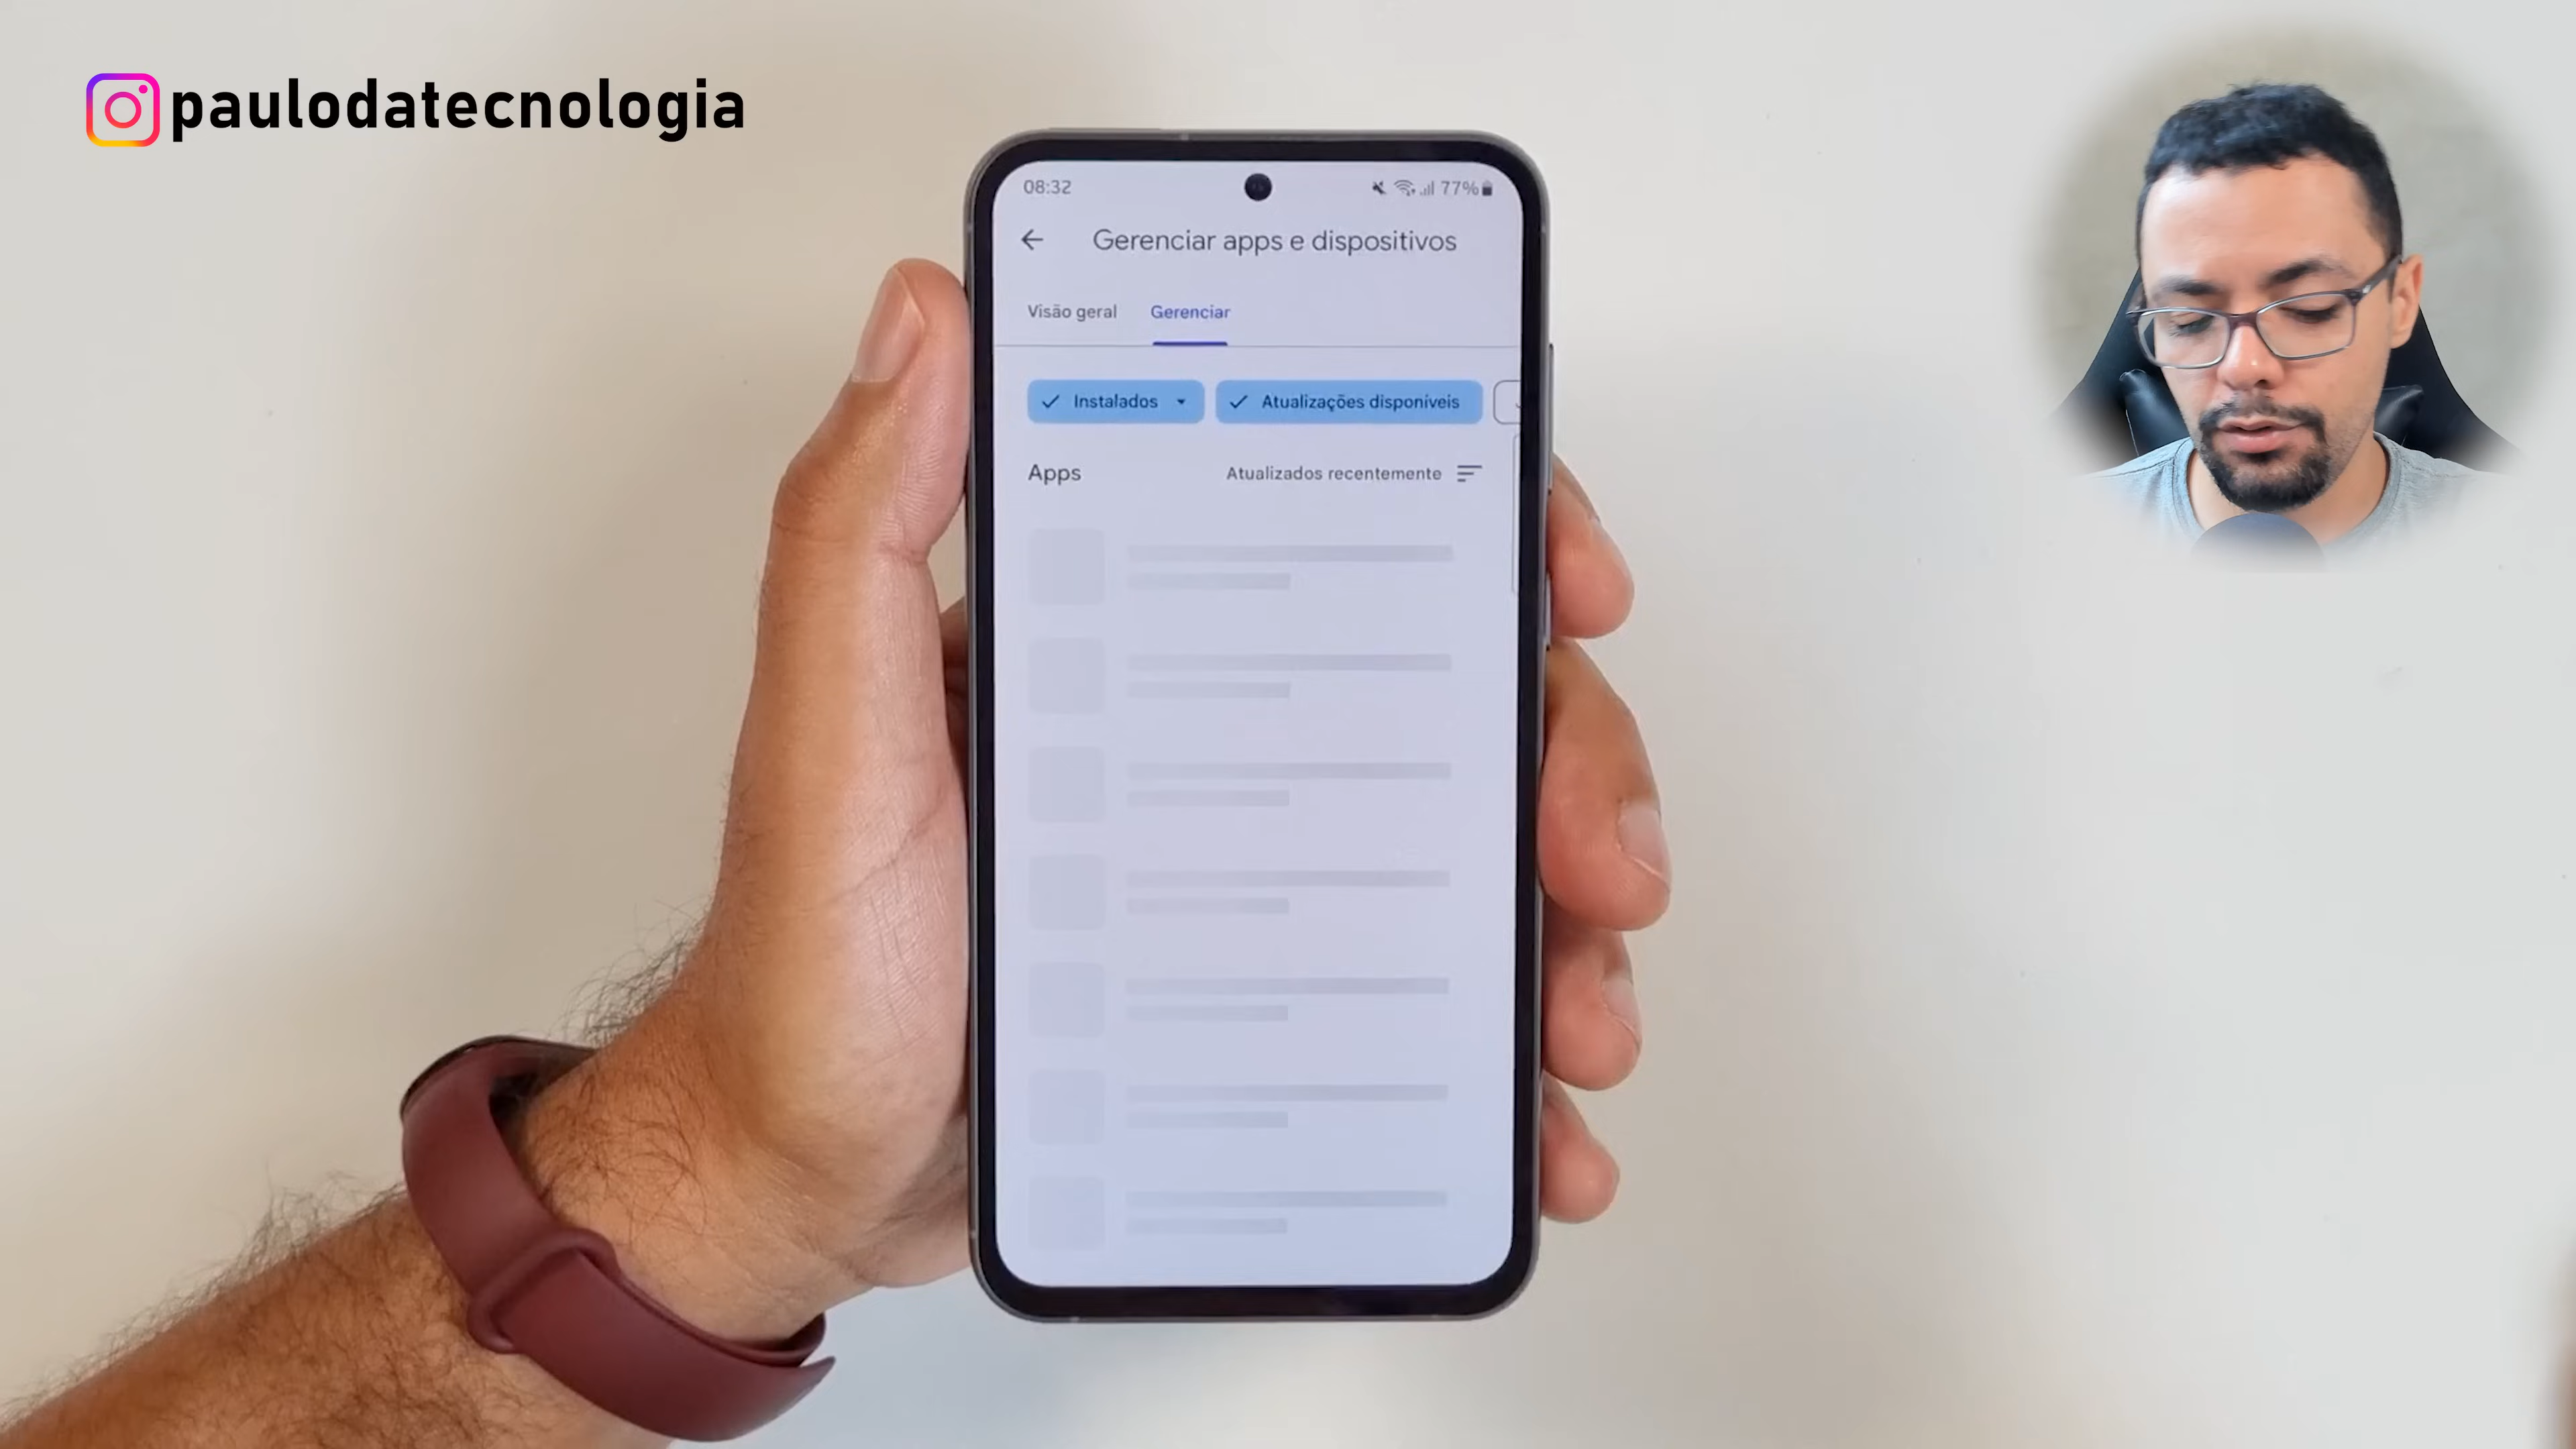 paulodatecnologia
08:32
77%
Gerenciar apps e dispositivos
Visão geral
Gerenciar
Instalados
Atualizações disponíveis
Apps
Atualizados recentemente